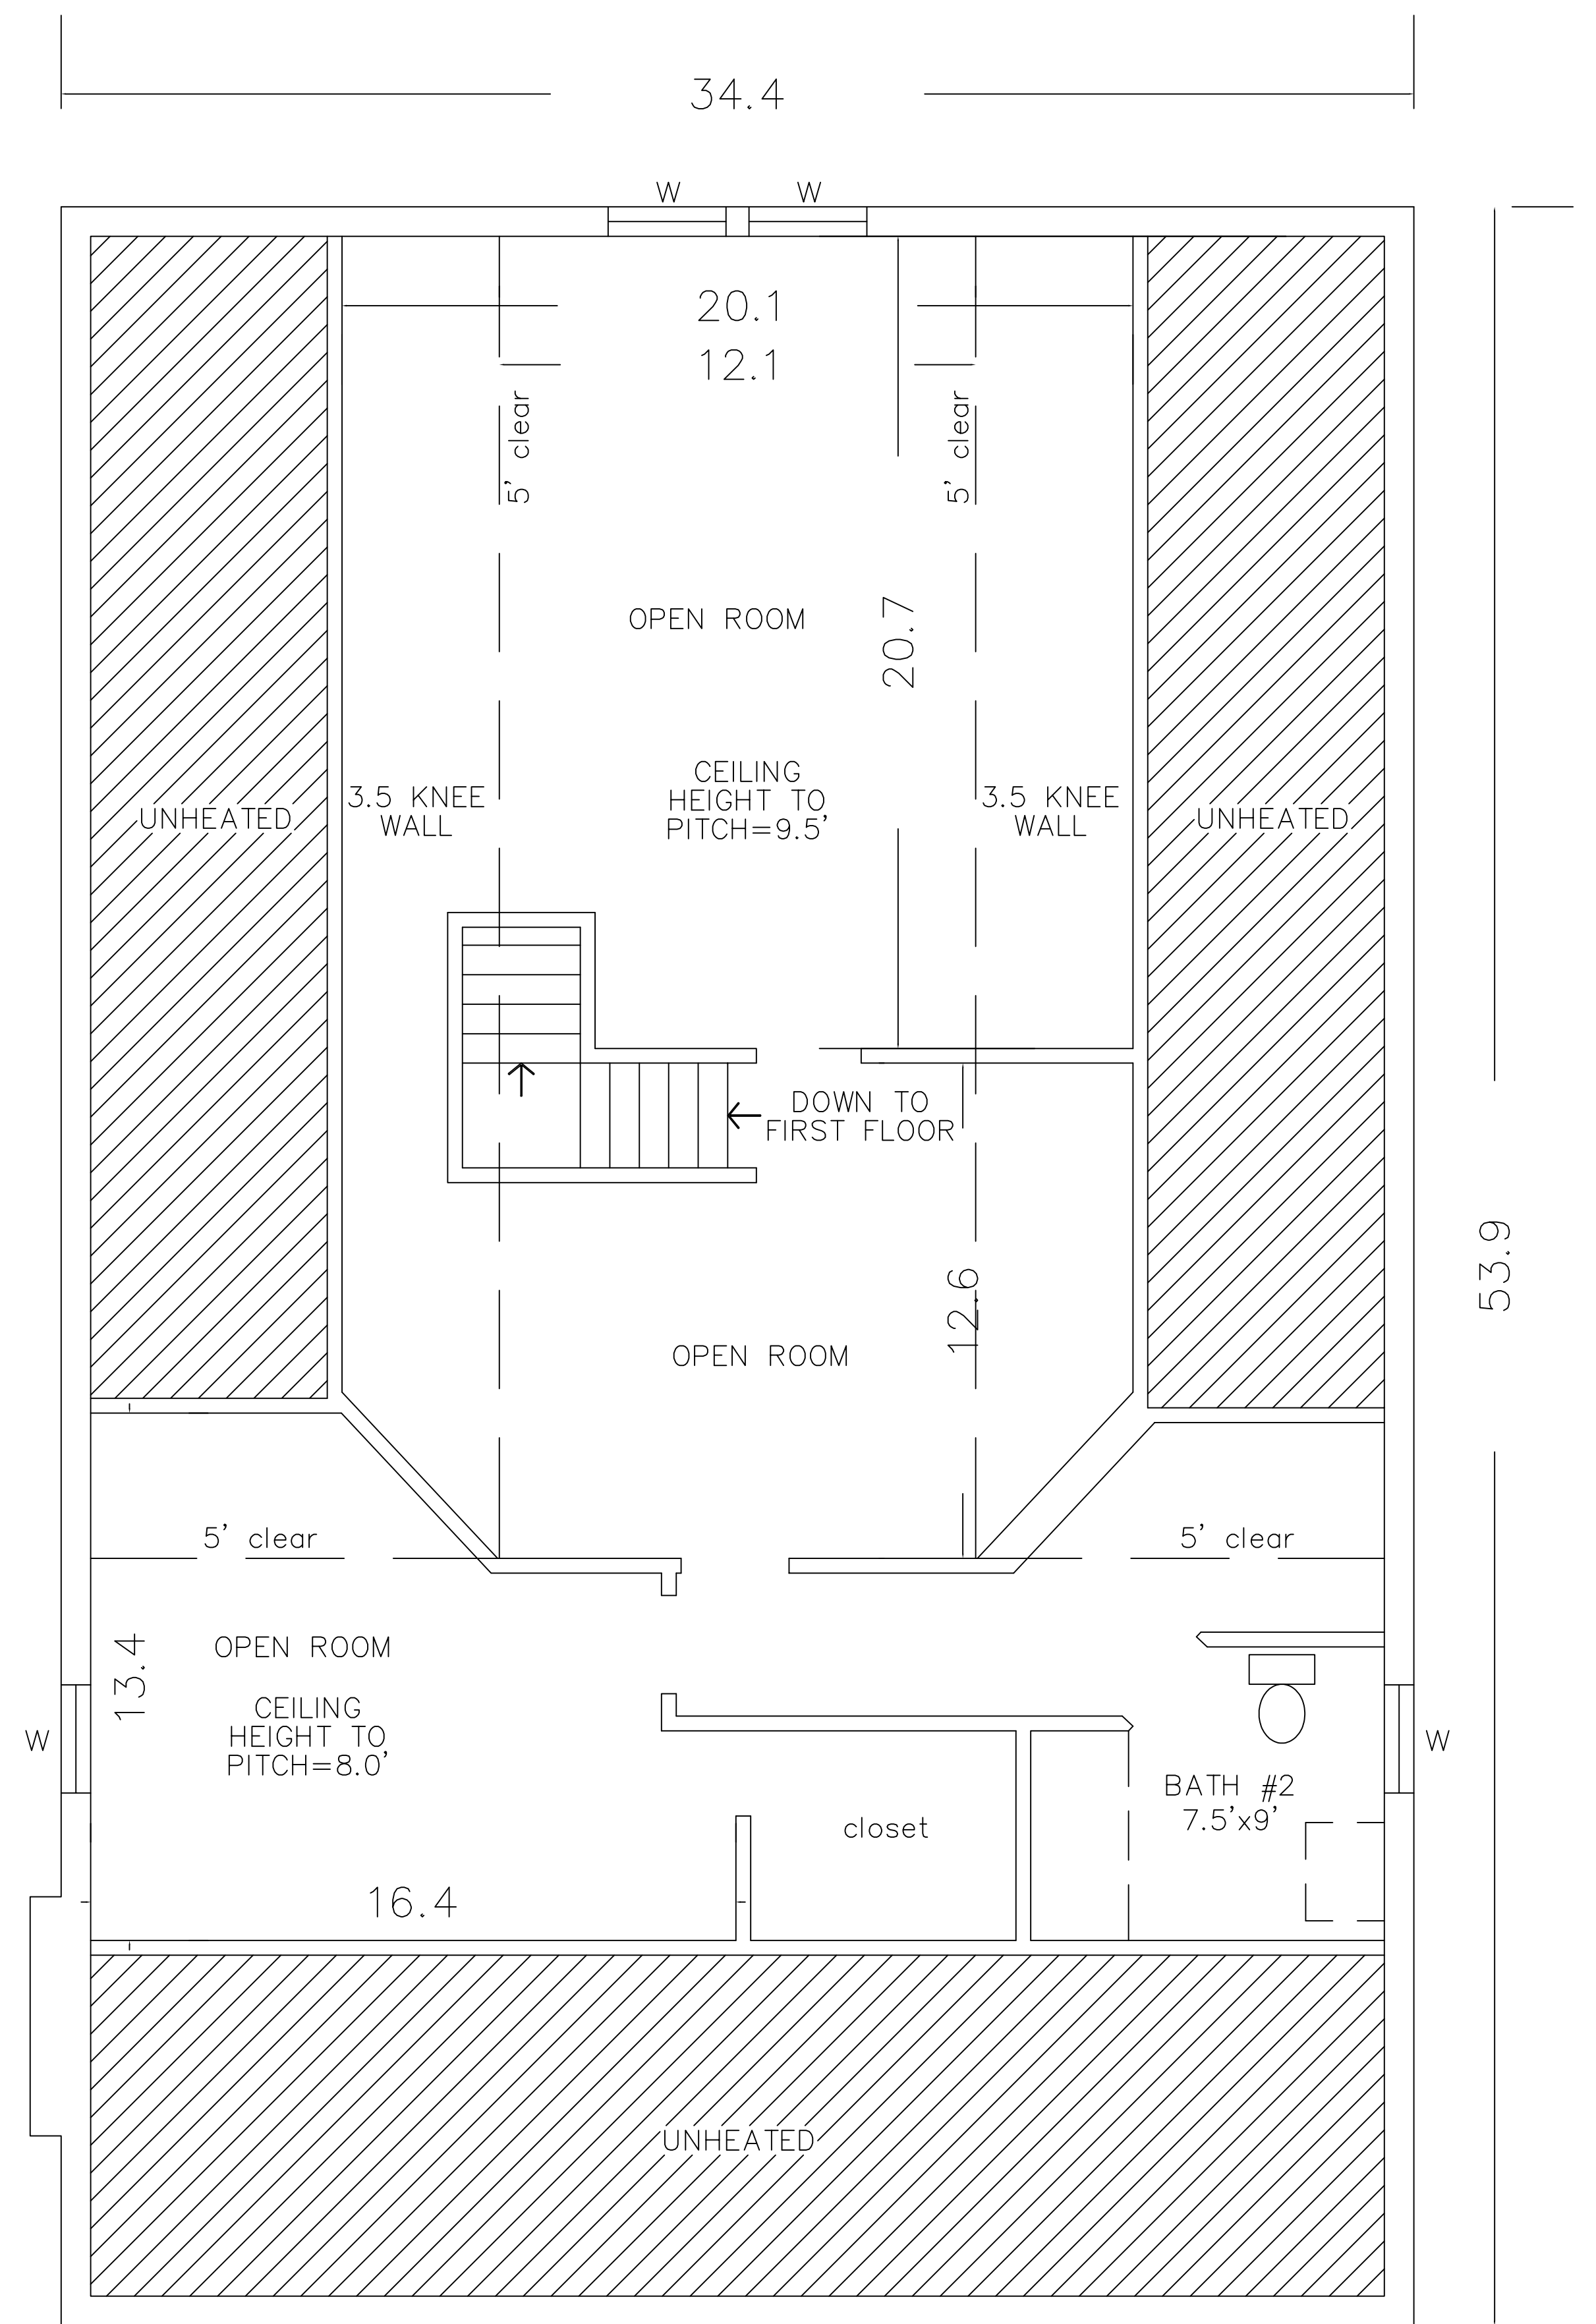 34.4
W
W
20.1
12.1
5' clear
5' clear
OPEN ROOM
20.7
CEILING
HEIGHT TO
PITCH=9.5'
3.5 KNEE
WALL
3.5 KNEE
WALL
UNHEATED
UNHEATED
DOWN TO
FIRST FLOOR
53.9
12.6
OPEN ROOM
5' clear
5' clear
OPEN ROOM
13.4
CEILING
HEIGHT TO
PITCH=8.0'
W
W
BATH #2
7.5'x9'
closet
16.4
UNHEATED